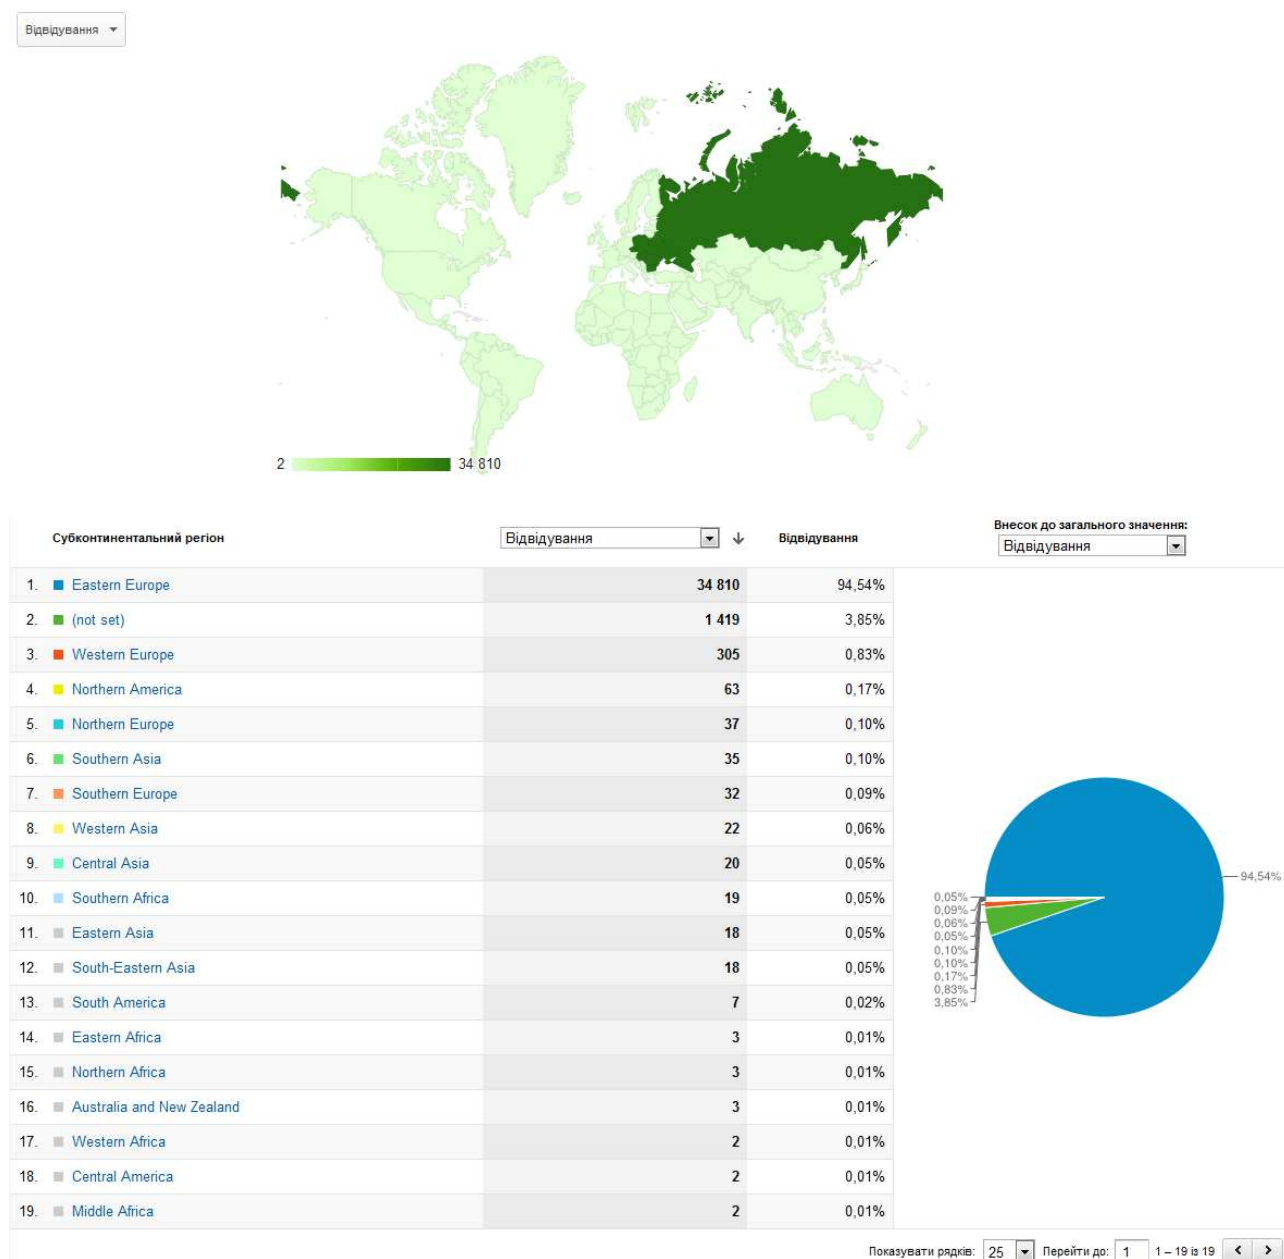 Відвідування
2 34 810
Внесок до загального значення:
Субконтинентальний регіон Відвідування Відвідування Відвідування
1. Eastern Europe 34 810 94,54%
2. (not set) 1 419 3,85%
3. Western Europe 305 0,83%
4. Northern America 63 0,17%
5. Northern Europe 37 0,10%
6. Southern Asia 35 0,10%
7. Southern Europe 32 0,09%
8. Western Asia 22 0,06%
9. Central Asia 20 0,05%
10. Southern Africa 19 0,05%
11. Eastern Asia 18 0,05%
12. South-Eastern Asia 18 0,05%
13. South America 7 0,02%
14. Eastern Africa 3 0,01%
15. Northern Africa 3 0,01%
16. Australia and New Zealand 3 0,01%
17. Western Africa 2 0,01%
18. Central America 2 0,01%
19. Middle Africa 2 0,01%
94,54%
0,05%
0,09%
0,06%
0,05%
0,10%
0,10%
0,17%
0,83%
3,85%
Показувати рядків: 25 Перейти до: 1 1 – 19 із 19